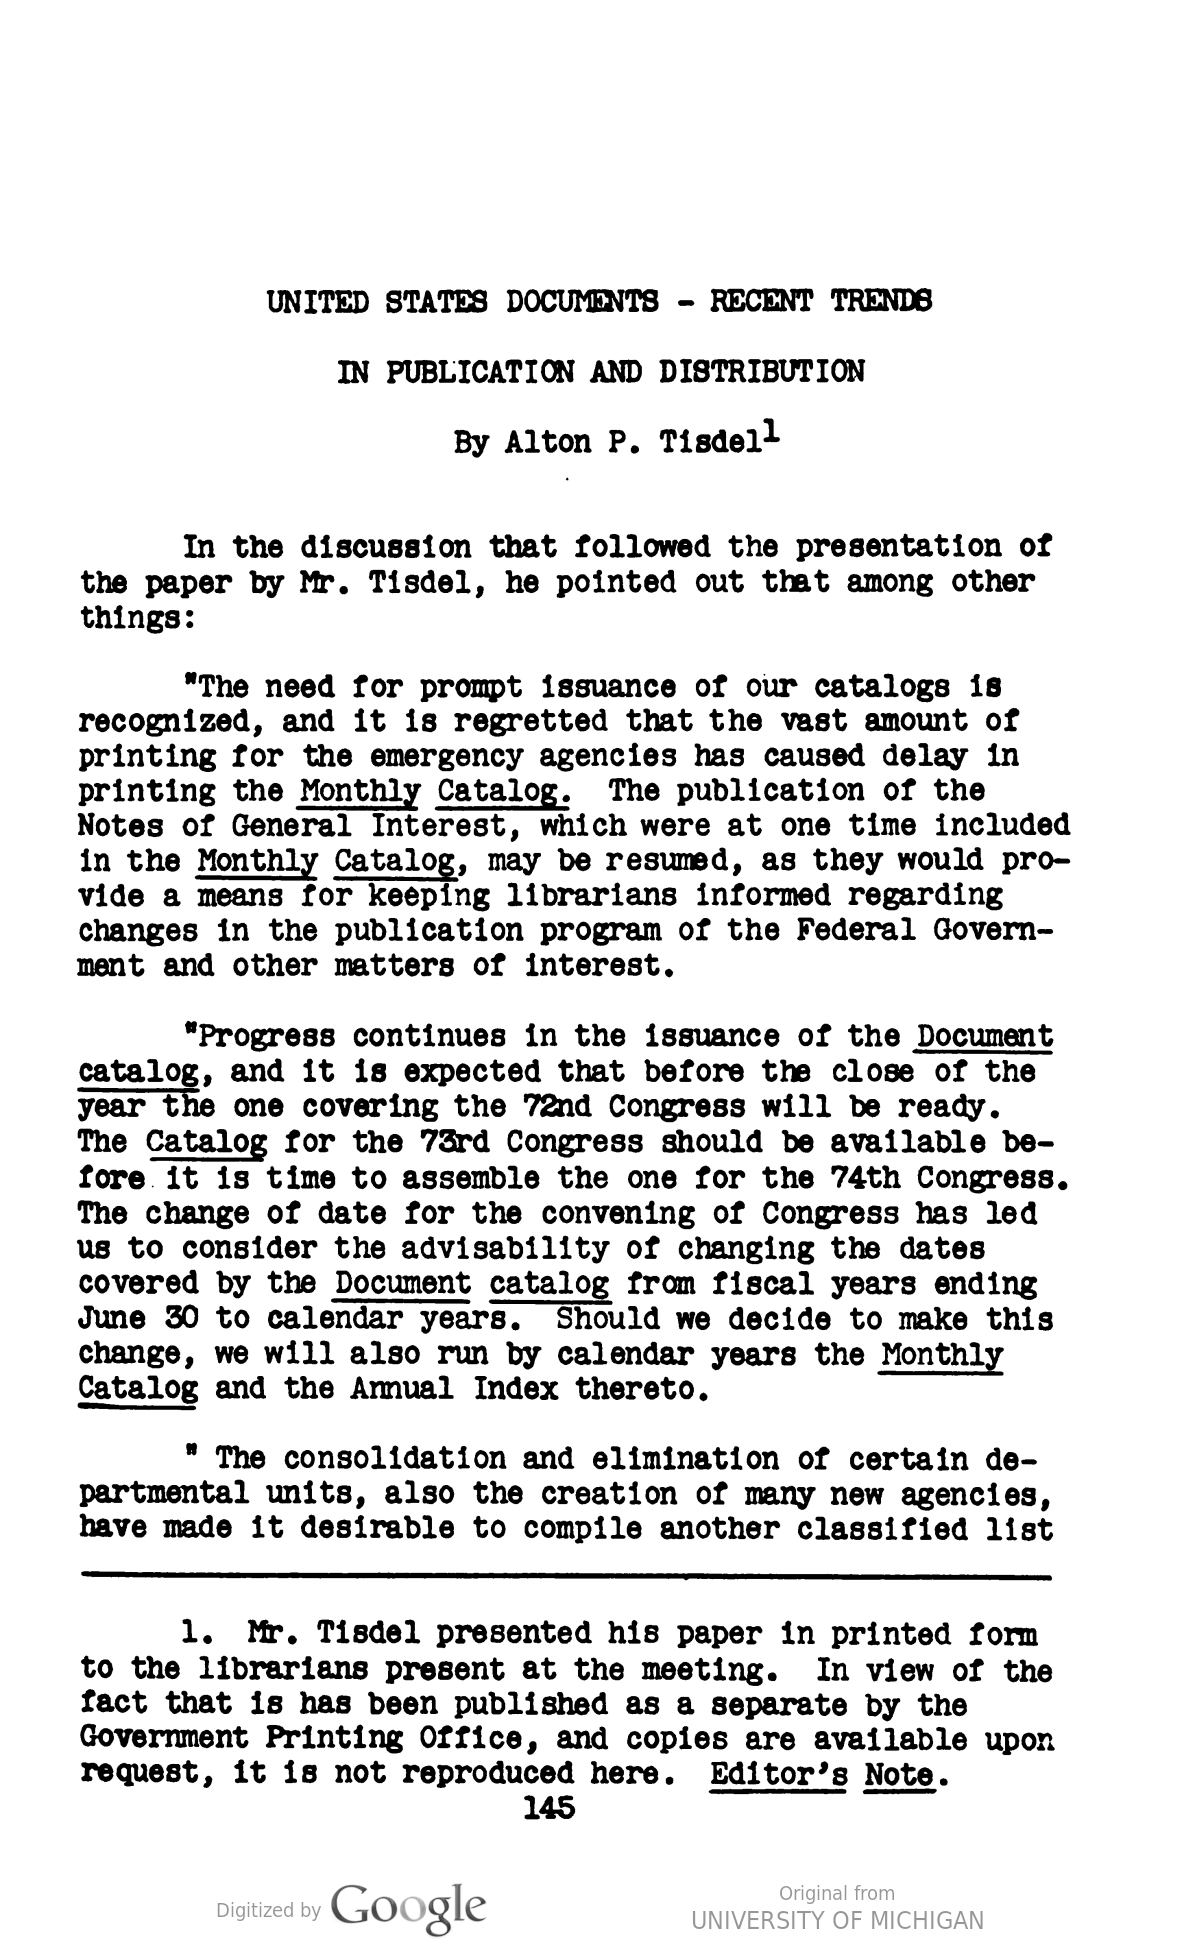 UNITED STATES DOCUMENTS - RECENT TRENDS
IN PUBLICATION AND DISTRIBUTION
By Alton P. Tisdel1
In the discussion that followed the presentation of
the paper by Mr. Tisdel, he pointed out that among other
things:
"The need for prompt issuance of our catalogs is
recognized, and it is regretted that the vast amount of
printing for the emergency agencies has caused delay in
printing the Monthly Catalog. The publication of the
Notes of General Interest, which were at one time included
in the Monthly Catalog, may be resumed, as they would pro-
vide a means for keeping librarians informed regarding
changes in the publication program of the Federal Govern-
ment and other matters of interest.
"Progress continues in the issuance of the Document
catalog, and it is expected that before the close of the
year the one covering the 72nd Congress will be ready.
The Catalog for the 73rd Congress should be available be-
fore it is time to assemble the one for the 74th Congress.
The change of date for the convening of Congress has led
us to consider the advisability of changing the dates
covered by the Document catalog from fiscal years ending
June 30 to calendar years. Should we decide to make this
change, we will also run by calendar years the Monthly
Catalog and the Annual Index thereto.
" The consolidation and elimination of certain de-
partmental units, also the creation of many new agencies,
have made it desirable to compile another classified list
1. Mr. Tisdel presented his paper in printed form
to the librarians present at the meeting. In view of the
fact that is has been published as a separate by the
Government Printing Office, and copies are available upon
request, it is not reproduced here. Editor's Note.
145
Digitized by Google
Original from
UNIVERSITY OF MICHIGAN